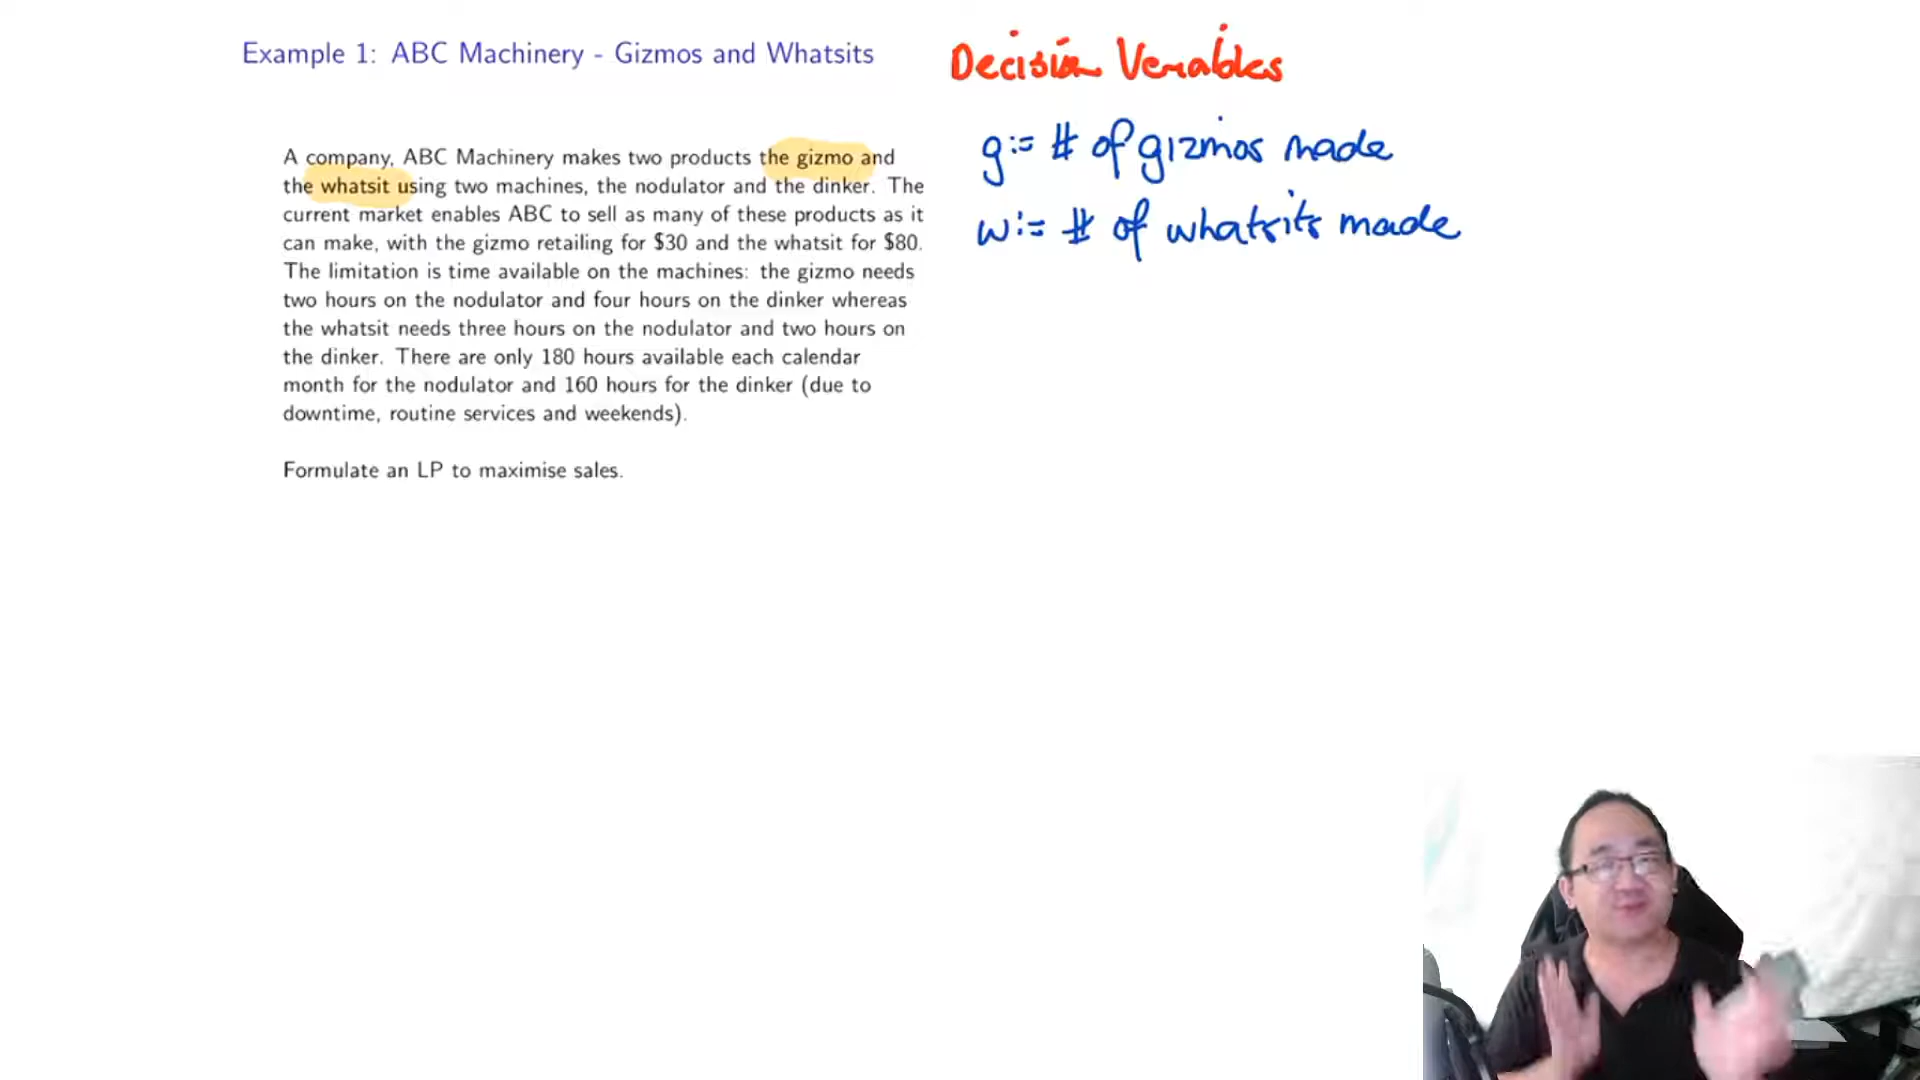 Example 1: ABC Machinery - Gizmos and Whatsits
A company, ABC Machinery makes two products the gizmo and
the whatsit using two machines, the nodulator and the dinker. The
current market enables ABC to sell as many of these products as it
can make, with the gizmo retailing for $30 and the whatsit for $80.
The limitation is time available on the machines: the gizmo needs
two hours on the nodulator and four hours on the dinker whereas
the whatsit needs three hours on the nodulator and two hours on
the dinker. There are only 180 hours available each calendar
month for the nodulator and 160 hours for the dinker (due to
downtime, routine services and weekends).
Formulate an LP to maximise sales.
Decision Variables
g := # of gizmos made
w := # of whatsits made